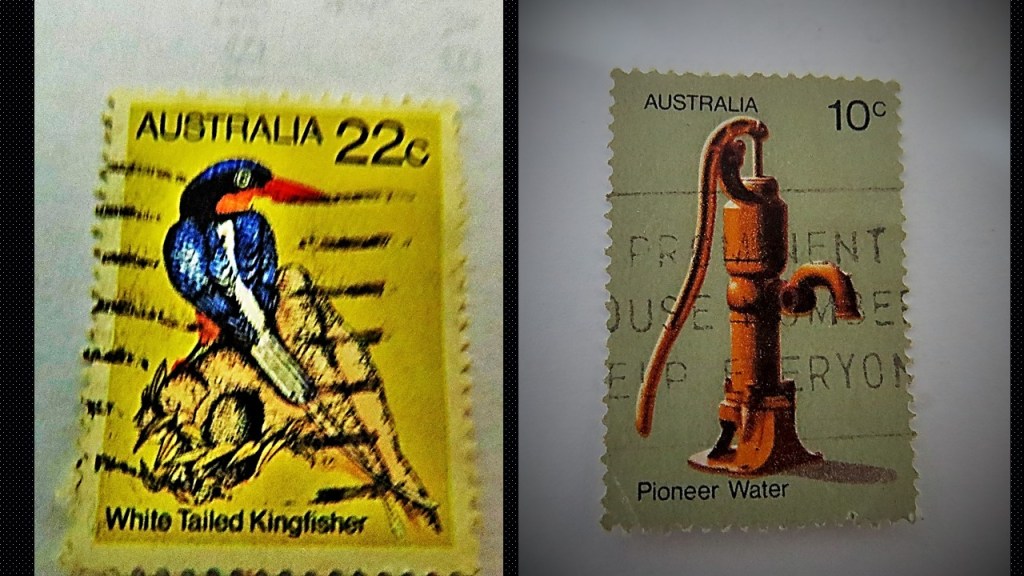 AUSTRALIA 22c
White Tailed Kingfisher
AUSTRALIA 10c
Pioneer Water